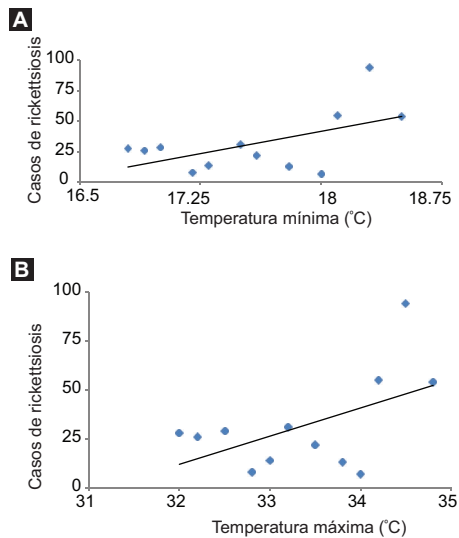 A
Casos de rickettsiosis
100
75
50
25
0
16.5 17.25 18 18.75
Temperatura mínima (°C)
B
Casos de rickettsiosis
100
75
50
25
0
31 32 33 34 35
Temperatura máxima (°C)